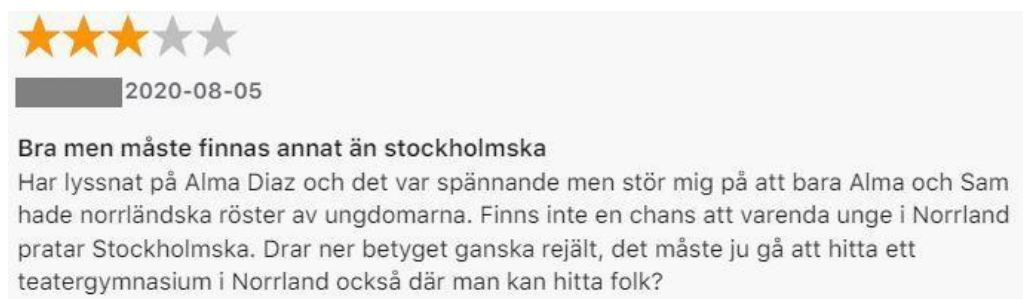 2020-08-05
Bra men måste finnas annat än stockholmska
Har lyssnat på Alma Diaz och det var spännande men stör mig på att bara Alma och Sam
hade norrländska röster av ungdomarna. Finns inte en chans att varenda unge i Norrland
pratar Stockholmska. Drar ner betyget ganska rejält, det måste ju gå att hitta ett
teatergymnasium i Norrland också där man kan hitta folk?